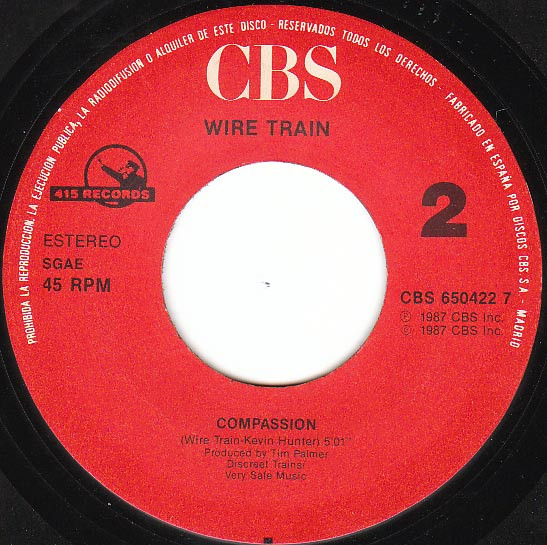 PROHIBIDA LA REPRODUCCION, LA EJECUCION PUBLICA, LA RADIODIFUSION O ALQUILER DE ESTE DISCO - RESERVADOS TODOS LOS DERECHOS - FABRICADO EN ESPAÑA POR DISCOS CBS S.A. - MADRID
CBS
WIRE TRAIN
415 RECORDS
2
ESTEREO
SGAE
45 RPM
CBS 650422 7
Ⓟ 1987 CBS Inc.
© 1987 CBS Inc.
COMPASSION
(Wire Train-Kevin Hunter) 5.01"
Produced by Tim Palmer
Discreet Trains/
Very Safe Music